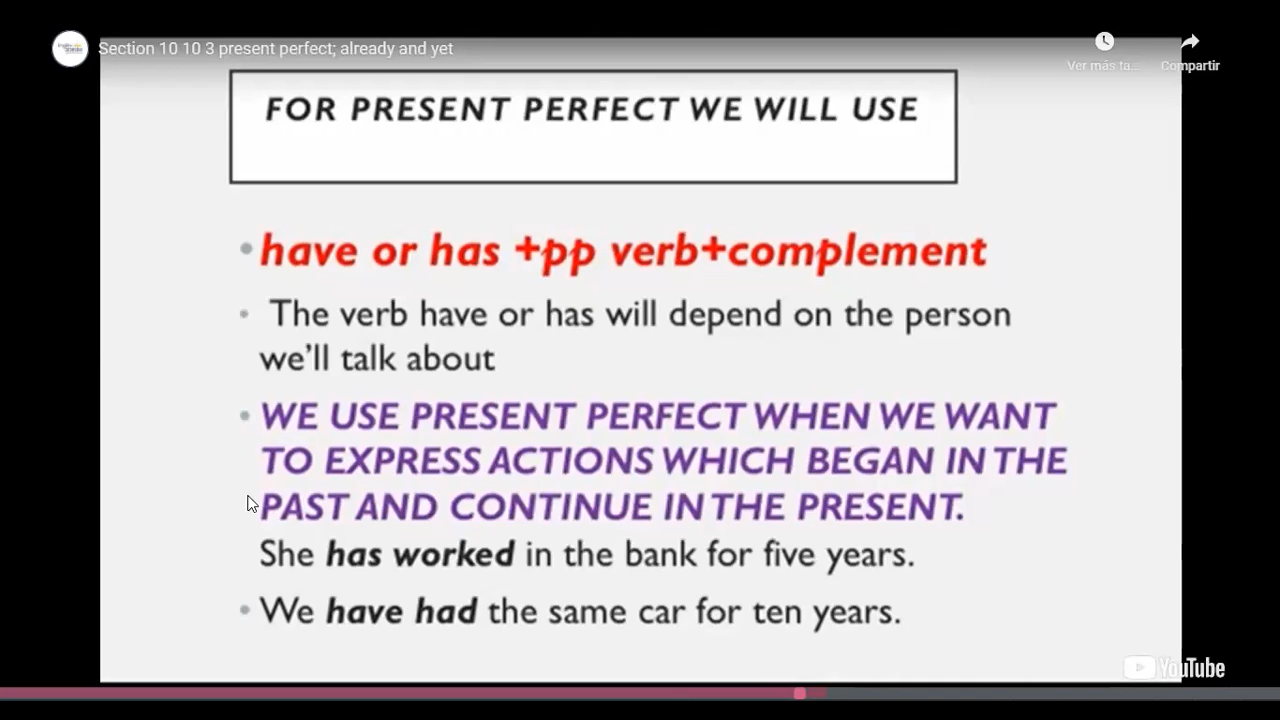 Section 10 10 3 present perfect; already and yet
Ver más ta...
Compartir
FOR PRESENT PERFECT WE WILL USE
•have or has +pp verb+complement
• The verb have or has will depend on the person
we'll talk about
• WE USE PRESENT PERFECT WHEN WE WANT
TO EXPRESS ACTIONS WHICH BEGAN IN THE
PAST AND CONTINUE IN THE PRESENT.
She has worked in the bank for five years.
• We have had the same car for ten years.
YouTube